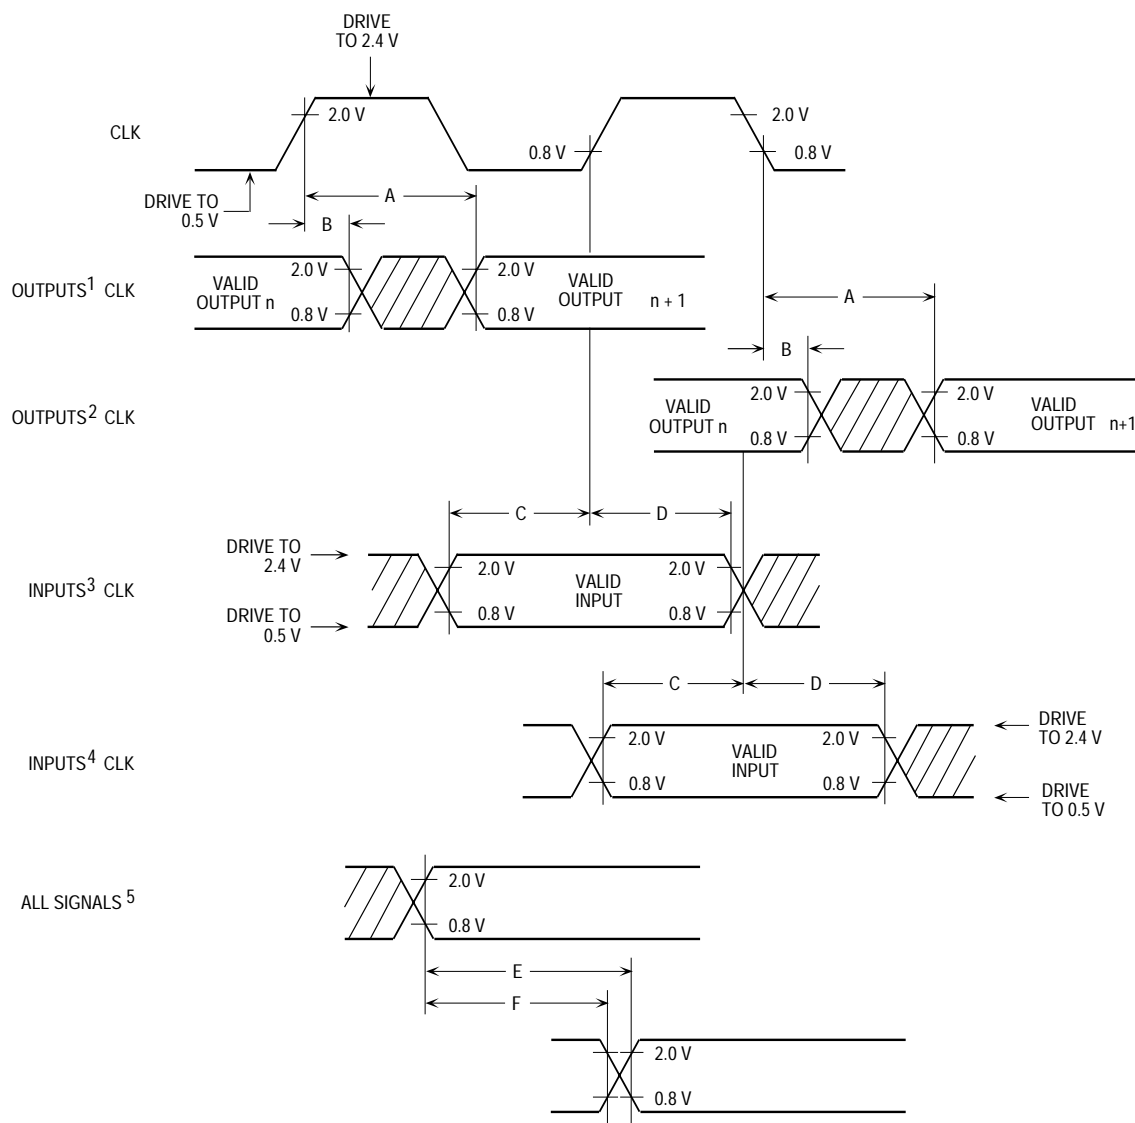 DRIVE
TO 2.4 V
2.0 V
2.0 V
CLK
0.8 V
0.8 V
DRIVE TO
0.5 V
A
B
2.0 V
2.0 V
OUTPUTS1 CLK
VALID
OUTPUT n
VALID
OUTPUT
n + 1
0.8 V
0.8 V
A
B
2.0 V
2.0 V
OUTPUTS2 CLK
VALID
OUTPUT n
VALID
OUTPUT
n+1
0.8 V
0.8 V
C
D
DRIVE TO
2.4 V
2.0 V
2.0 V
INPUTS3 CLK
VALID
INPUT
0.8 V
0.8 V
DRIVE TO
0.5 V
C
D
DRIVE
TO 2.4 V
2.0 V
2.0 V
INPUTS4 CLK
VALID
INPUT
0.8 V
0.8 V
DRIVE
TO 0.5 V
2.0 V
ALL SIGNALS 5
0.8 V
E
F
2.0 V
0.8 V